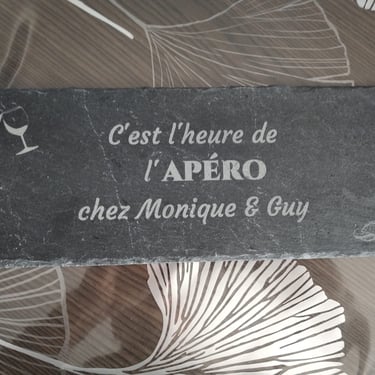 C'est l'heure de
l'APÉRO
chez Monique & Guy